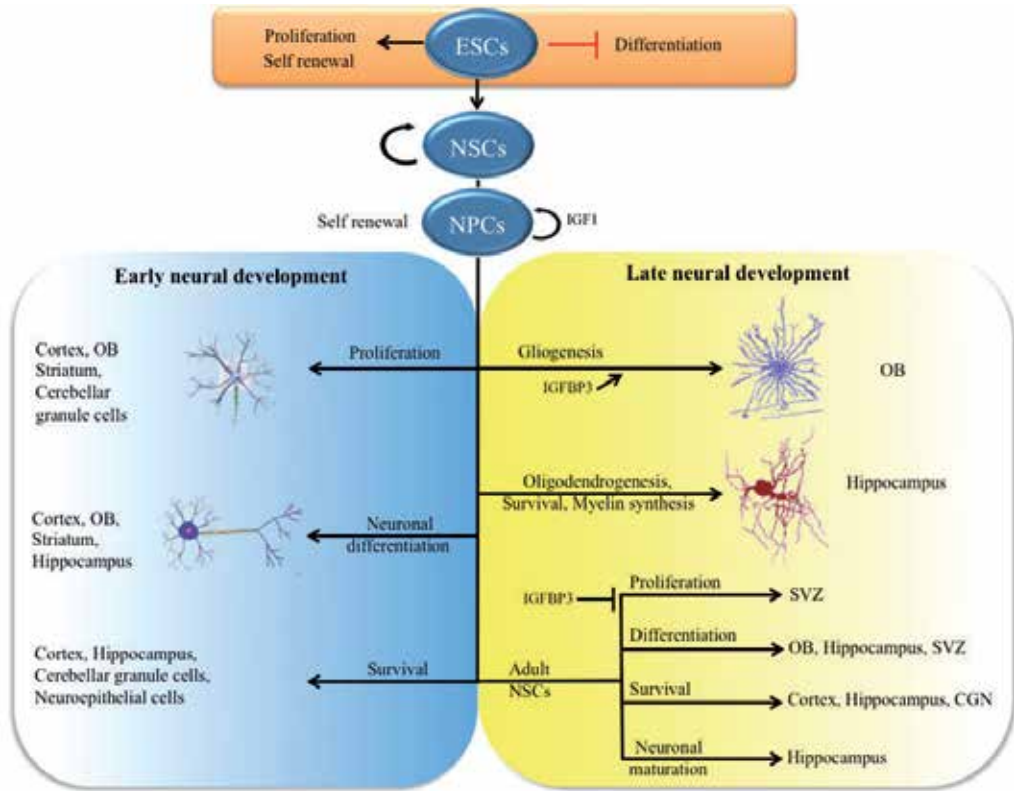 Proliferation
Self renewal
ESCs
Differentiation
NSCs
Self renewal
NPCs
IGF1
Early neural development
Cortex, OB
Striatum,
Cerebellar
granule cells
Proliferation
Cortex, OB,
Striatum,
Hippocampus
Neuronal
differentiation
Cortex, Hippocampus,
Cerebellar granule cells,
Neuroepithelial cells
Survival
Late neural development
Gliogenesis
IGFBP3
OB
Oligodendrogenesis,
Survival, Myelin synthesis
Hippocampus
Adult
NSCs
IGFBP3
Proliferation
SVZ
Differentiation
OB, Hippocampus, SVZ
Survival
Cortex, Hippocampus, CGN
Neuronal
maturation
Hippocampus